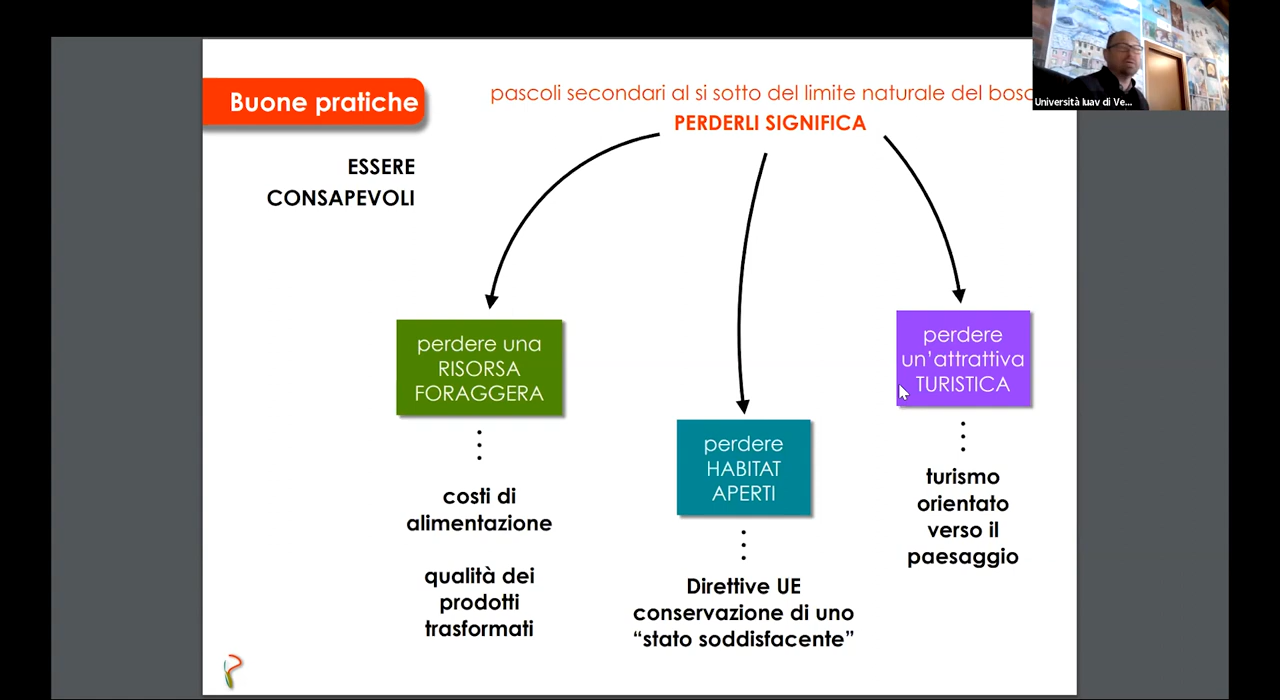 Buone pratiche
ESSERE
CONSAPEVOLI
pascoli secondari al si sotto del limite naturale del
PERDERLI SIGNIFICA
perdere una
RISORSA
FORAGGERA
costi di
alimentazione
qualità dei
prodotti
trasformati
perdere
HABITAT
APERTI
Direttive UE
conservazione di uno
“stato soddisfacente”
perdere
un’attrattiva
TURISTICA
turismo
orientato
verso il
paesaggio
Università Iuav di Ve...